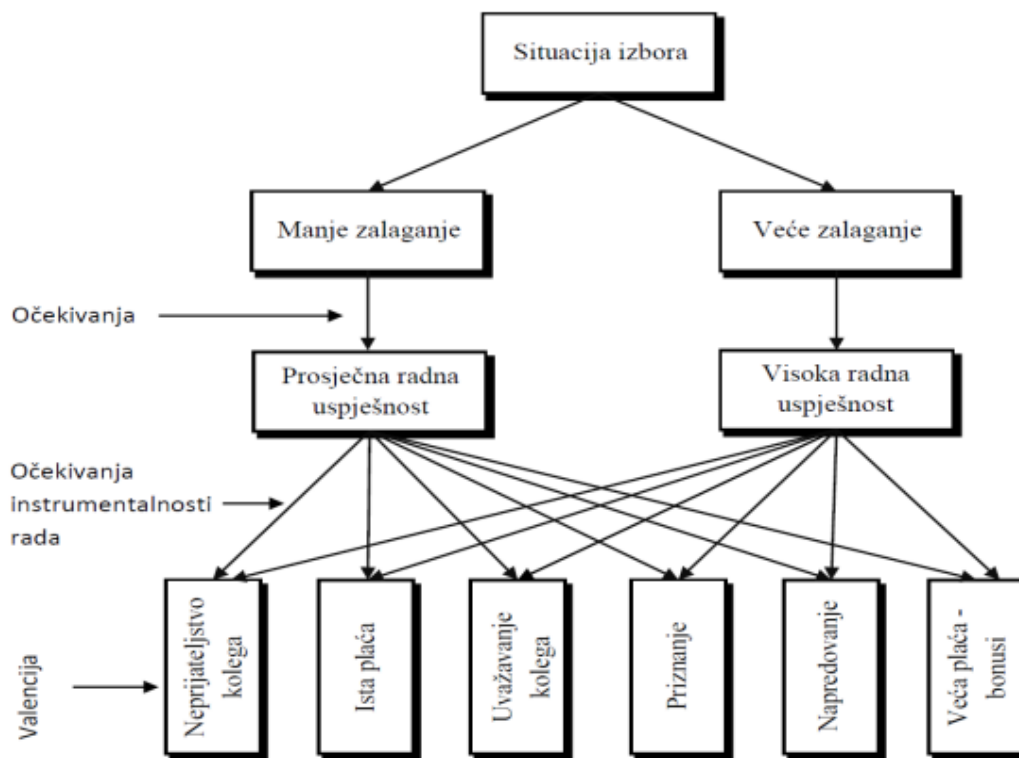 Situacija izbora
Manje zalaganje
Veće zalaganje
Očekivanja
Prosječna radna
uspješnost
Visoka radna
uspješnost
Očekivanja
instrumentalnosti
rada
Valencija
Neprijateljstvo
kolega
Ista plaća
Uvažavanje
kolega
Priznanje
Napredovanje
Veća plaća -
bonusi